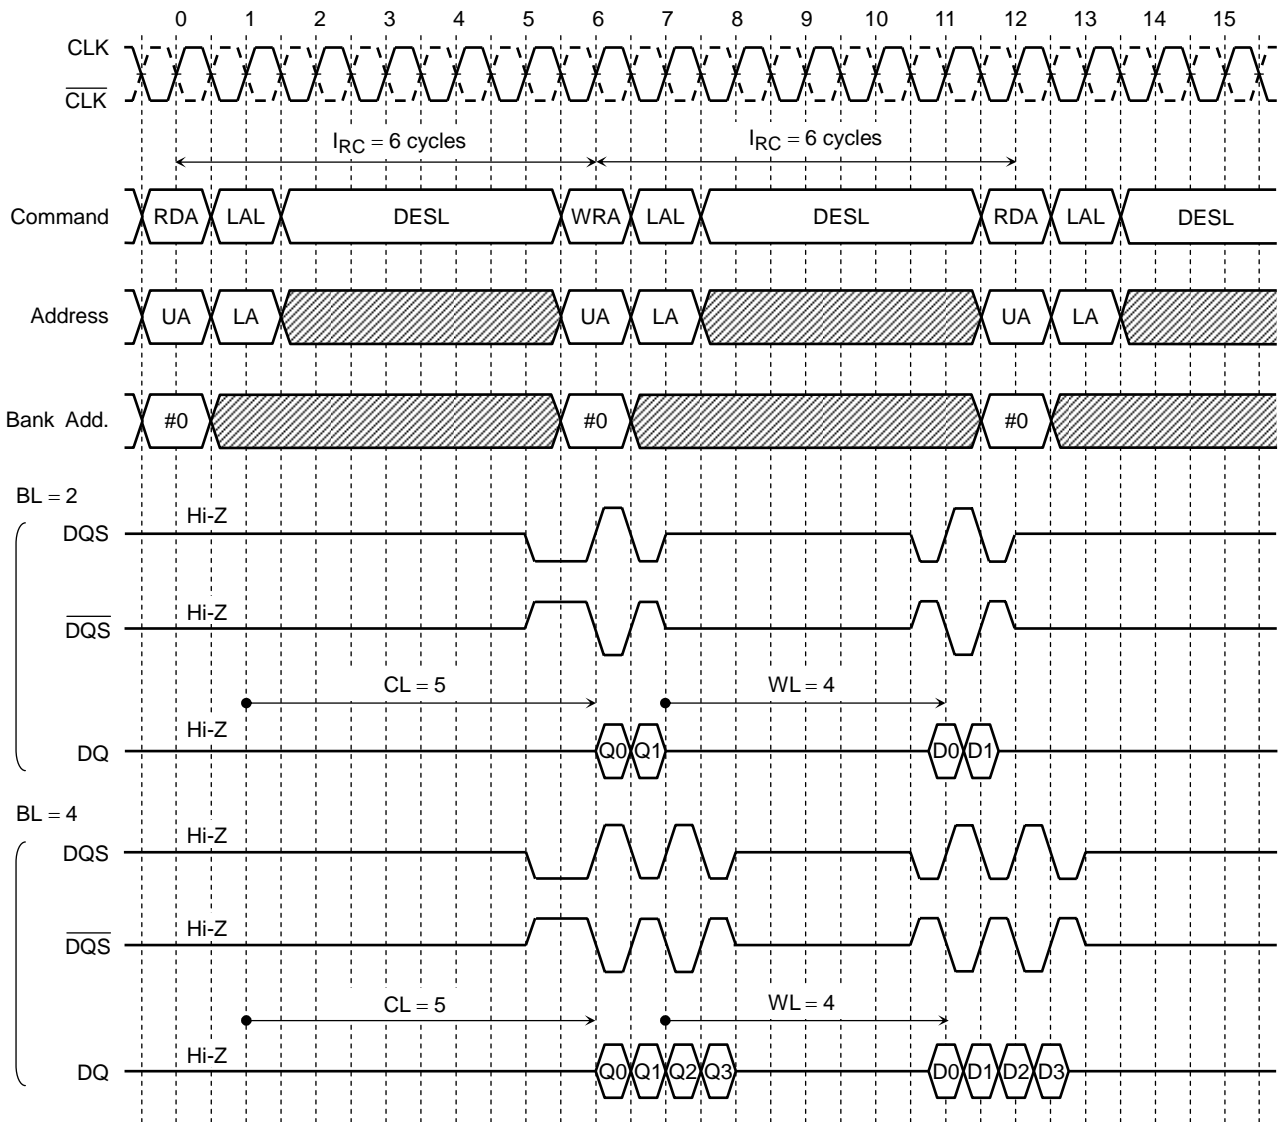 0 1 2 3 4 5 6 7 8 9 10 11 12 13 14 15
CLK
CLK
IRC = 6 cycles IRC = 6 cycles
Command RDA LAL DESL WRA LAL DESL RDA LAL DESL
Address UA LA UA LA UA LA
Bank Add. #0 #0 #0
BL = 2
Hi-Z
DQS
Hi-Z
DQS
CL = 5 WL = 4
Hi-Z
DQ Q0 Q1 D0 D1
BL = 4
Hi-Z
DQS
Hi-Z
DQS
CL = 5 WL = 4
Hi-Z
DQ Q0 Q1 Q2 Q3 D0 D1 D2 D3